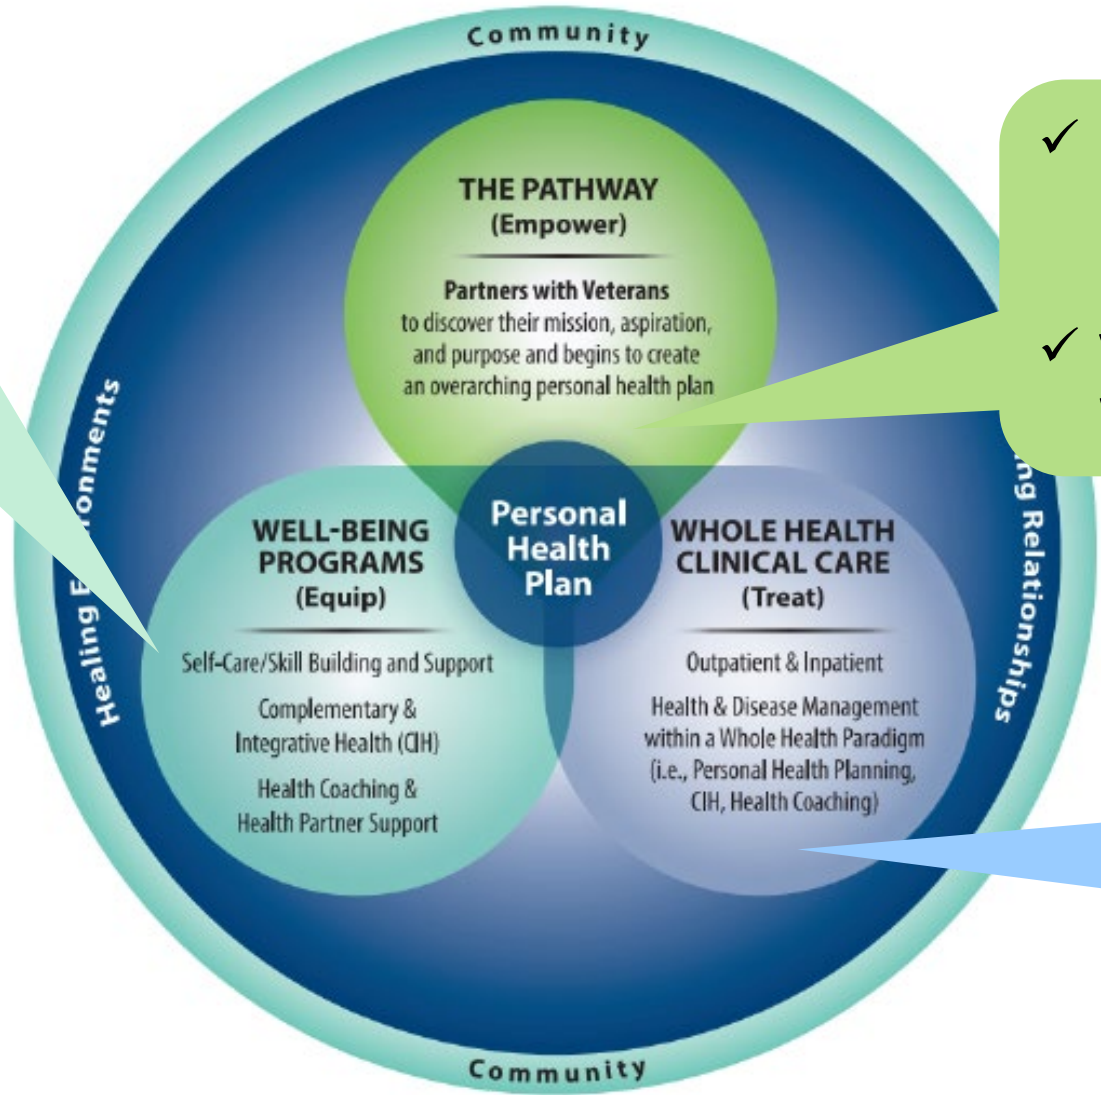 Community
THE PATHWAY
(Empower)
Partners with Veterans
to discover their mission, aspiration,
and purpose and begins to create
an overarching personal health plan
✓
✓
Healing
Relationships
Personal
Health
Plan
WELL-BEING
PROGRAMS
(Equip)
Self-Care/Skill Building and Support
Complementary &
Integrative Health (CIH)
Health Coaching &
Health Partner Support
WHOLE HEALTH
CLINICAL CARE
(Treat)
Outpatient & Inpatient
Health & Disease Management
within a Whole Health Paradigm
(i.e., Personal Health Planning,
CIH, Health Coaching)
Community